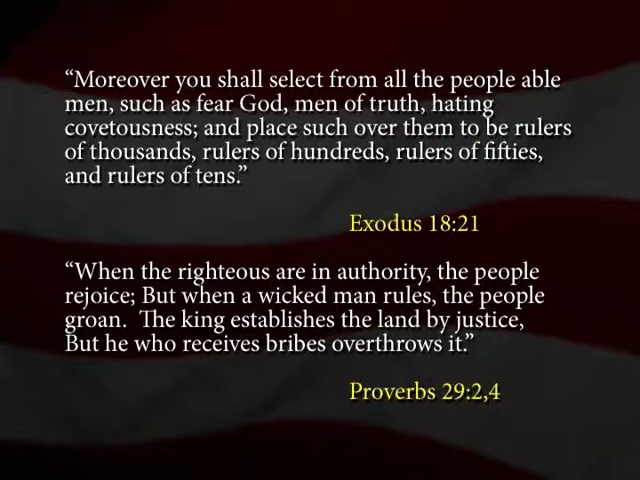 “Moreover you shall select from all the people able
men, such as fear God, men of truth, hating
covetousness; and place such over them to be rulers
of thousands, rulers of hundreds, rulers of fifties,
and rulers of tens.”
Exodus 18:21
“When the righteous are in authority, the people
rejoice; But when a wicked man rules, the people
groan.  The king establishes the land by justice,
But he who receives bribes overthrows it.”
Proverbs 29:2,4